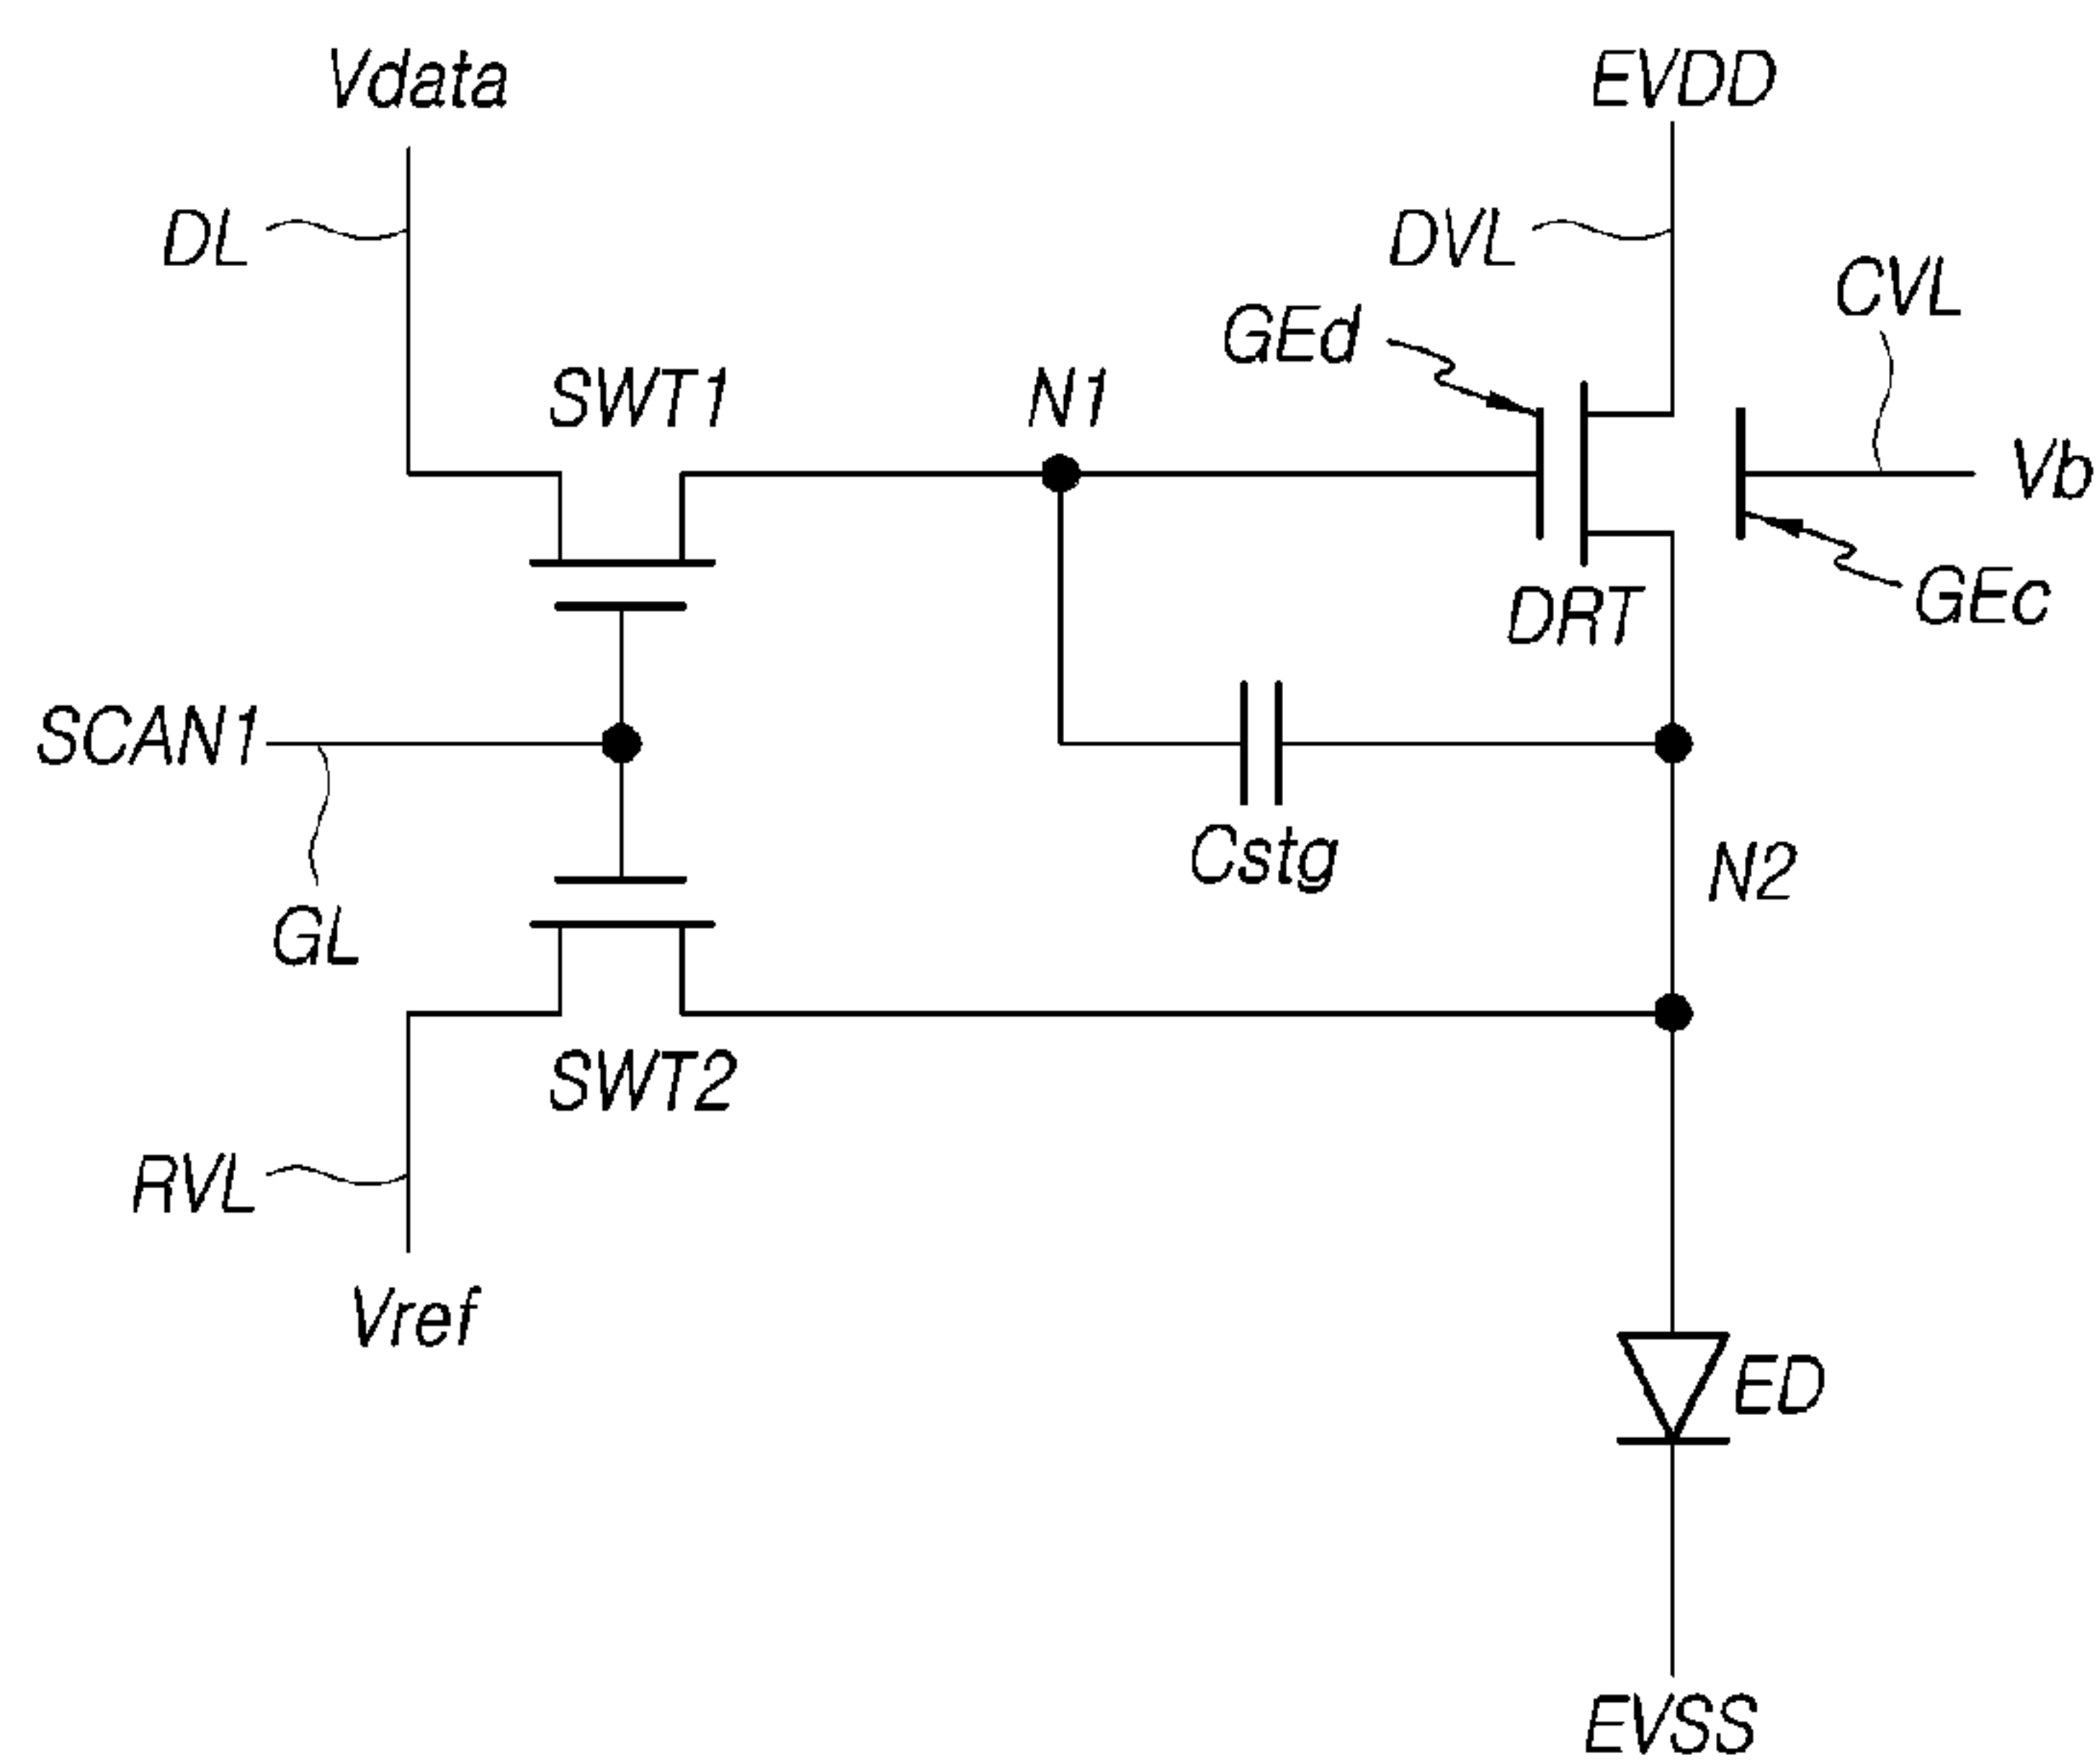 Vdata
EVDD
DL
DVL
CVL
GEd
SWT1
N1
Vb
GEc
DRT
SCAN1
Cstg
N2
GL
SWT2
RVL
Vref
ED
EVSS